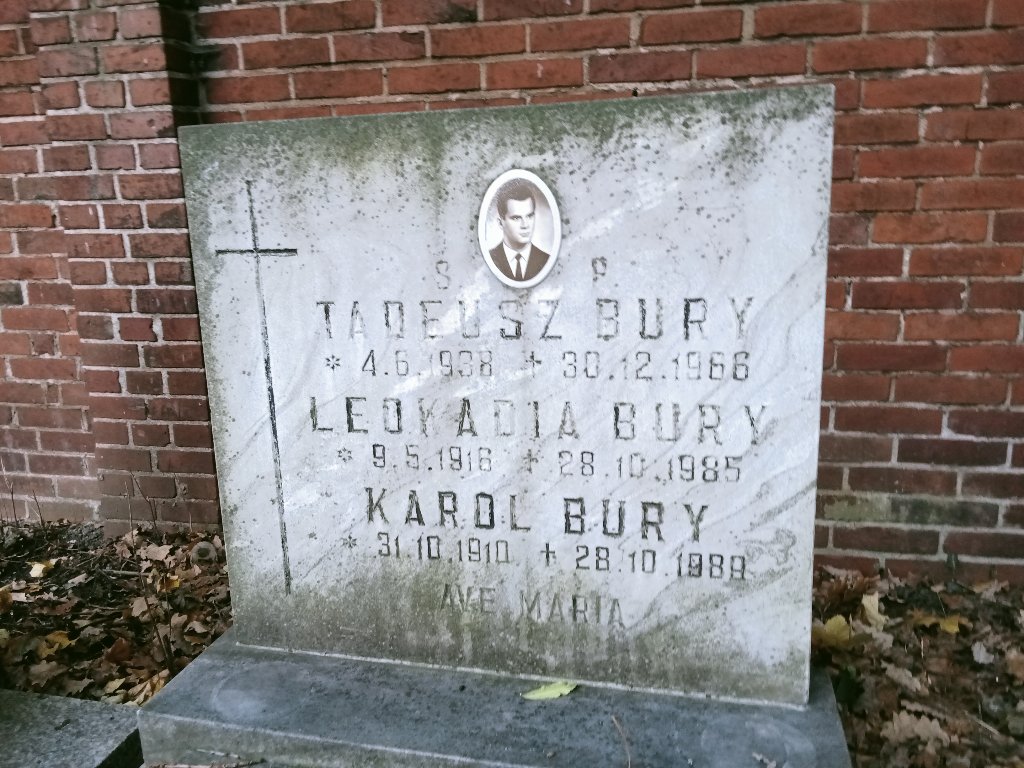 S P
TADEUSZ BURY
* 4.6.1938 + 30.12.1966
LEOKADIA BURY
* 9.5.1916 + 28.10.1985
KAROL BURY
* 31.10.1910 + 28.10.1989
AVE MARIA